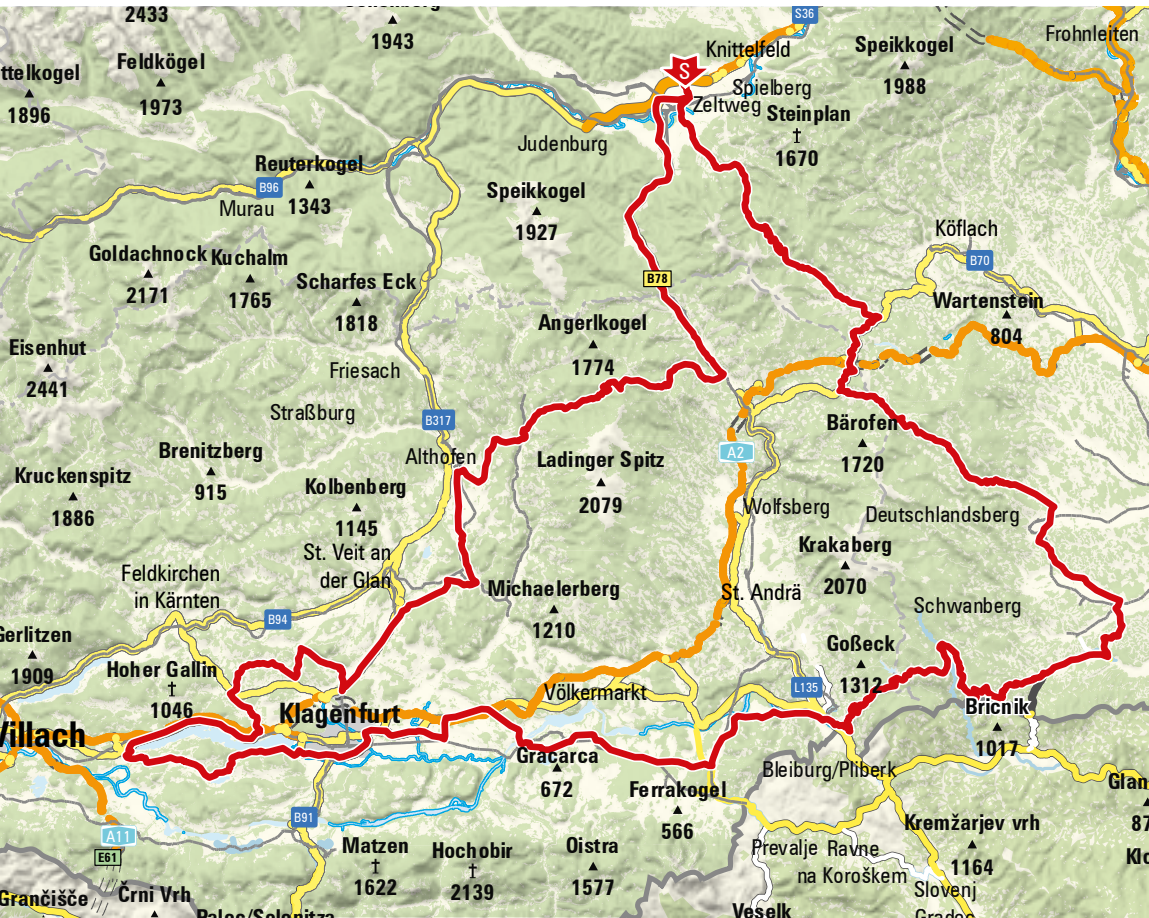 2433
1943
S36
Knittelfeld
Speikkogel
1988
Frohnleiten
Feldkögel
1973
1896
S
Spielberg
Zeltweg
Steinplan
1670
Judenburg
Reuterkogel
1343
B96
Murau
Speikkogel
1927
Köflach
B70
Goldachnock
2171
Kuchalm
1765
Scharfes Eck
1818
B78
Wartenstein
804
Angerlkogel
1774
Eisenhut
2441
Friesach
Straßburg
B317
Bärofen
1720
Brenitzberg
915
Althofen
A2
Ladinger Spitz
2079
Kruckenspitz
1886
Kolbenberg
1145
Wolfsberg
Deutschlandsberg
St. Veit an
der Glan
Krakaberg
2070
Feldkirchen
in Kärnten
Michaelerberg
1210
St. Andrä
Schwanberg
B94
Gerlitzen
1909
Hoher Gallin
1046
Goßeck
1312
L135
Völkermarkt
Klagenfurt
Villach
Bricnik
1017
Gracarca
672
Bleiburg/Pliberk
Ferrakogel
566
B91
A11
E61
Kremžarjev vrh
1164
Matzen
1622
Hochobir
2139
Oistra
1577
Prevalje
Ravne
na Koroškem
Slovenj
Gradec
Grančišče
Črni Vrh
Veselk